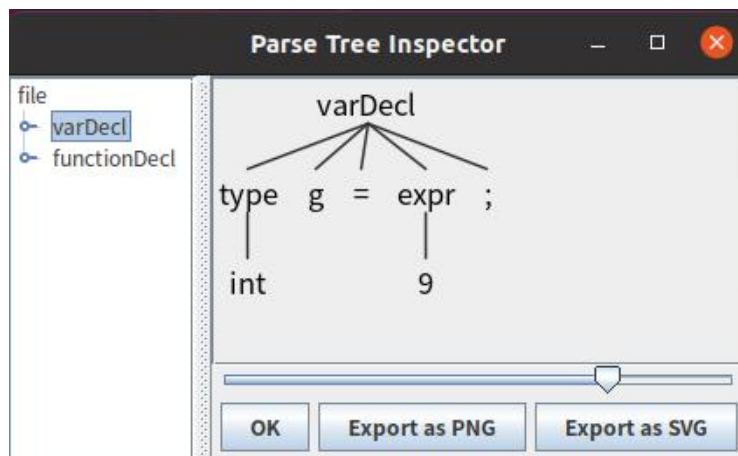 Parse Tree Inspector
file
varDecl
functionDecl
varDecl
type g = expr ;
int 9
OK Export as PNG Export as SVG